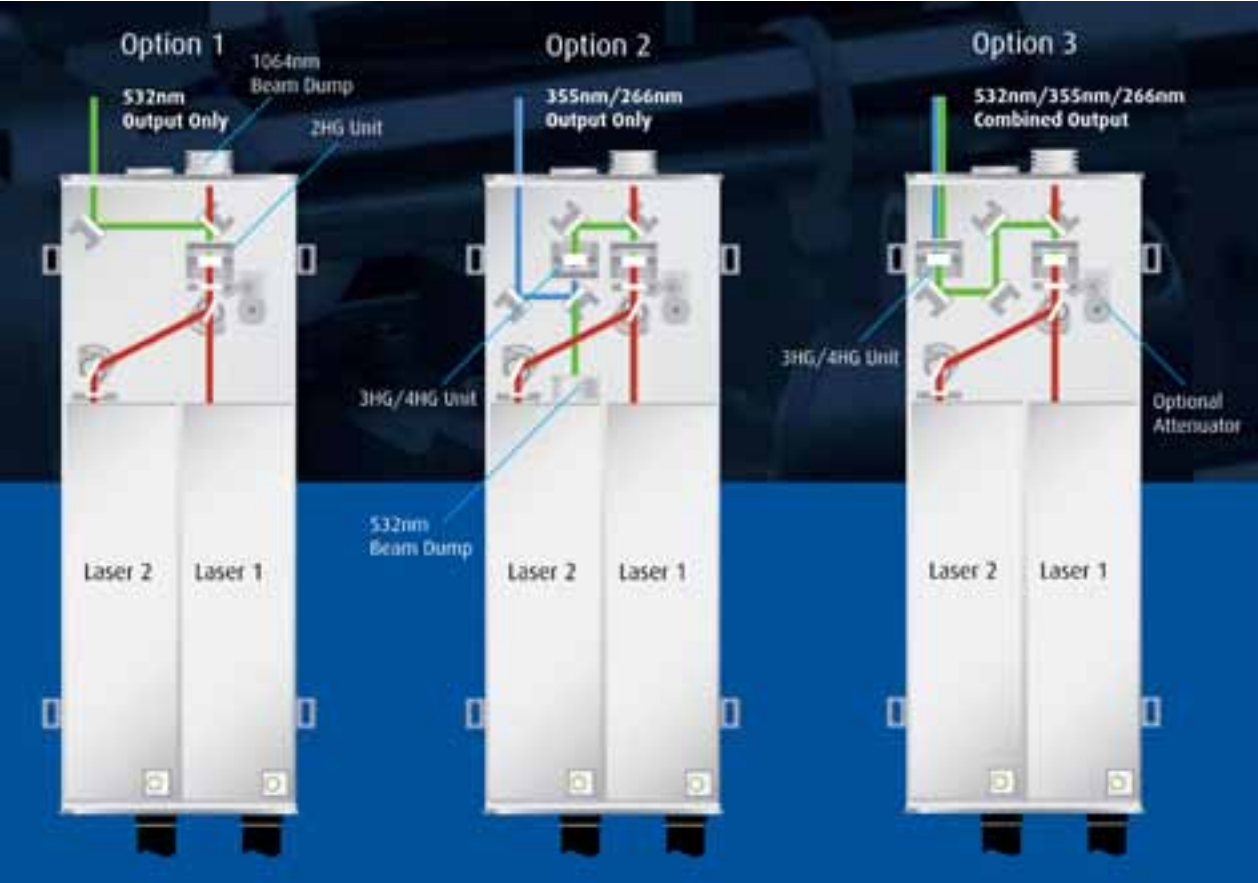 Option 1
1064nm
Beam Dump
532nm
Output Only
2HG Unit
Option 2
355nm/266nm
Output Only
Option 3
532nm/355nm/266nm
Combined Output
3HG/4HG Unit
532nm
Beam Dump
3HG/4HG Unit
Optional
Attenuator
Laser 2
Laser 1
Laser 2
Laser 1
Laser 2
Laser 1